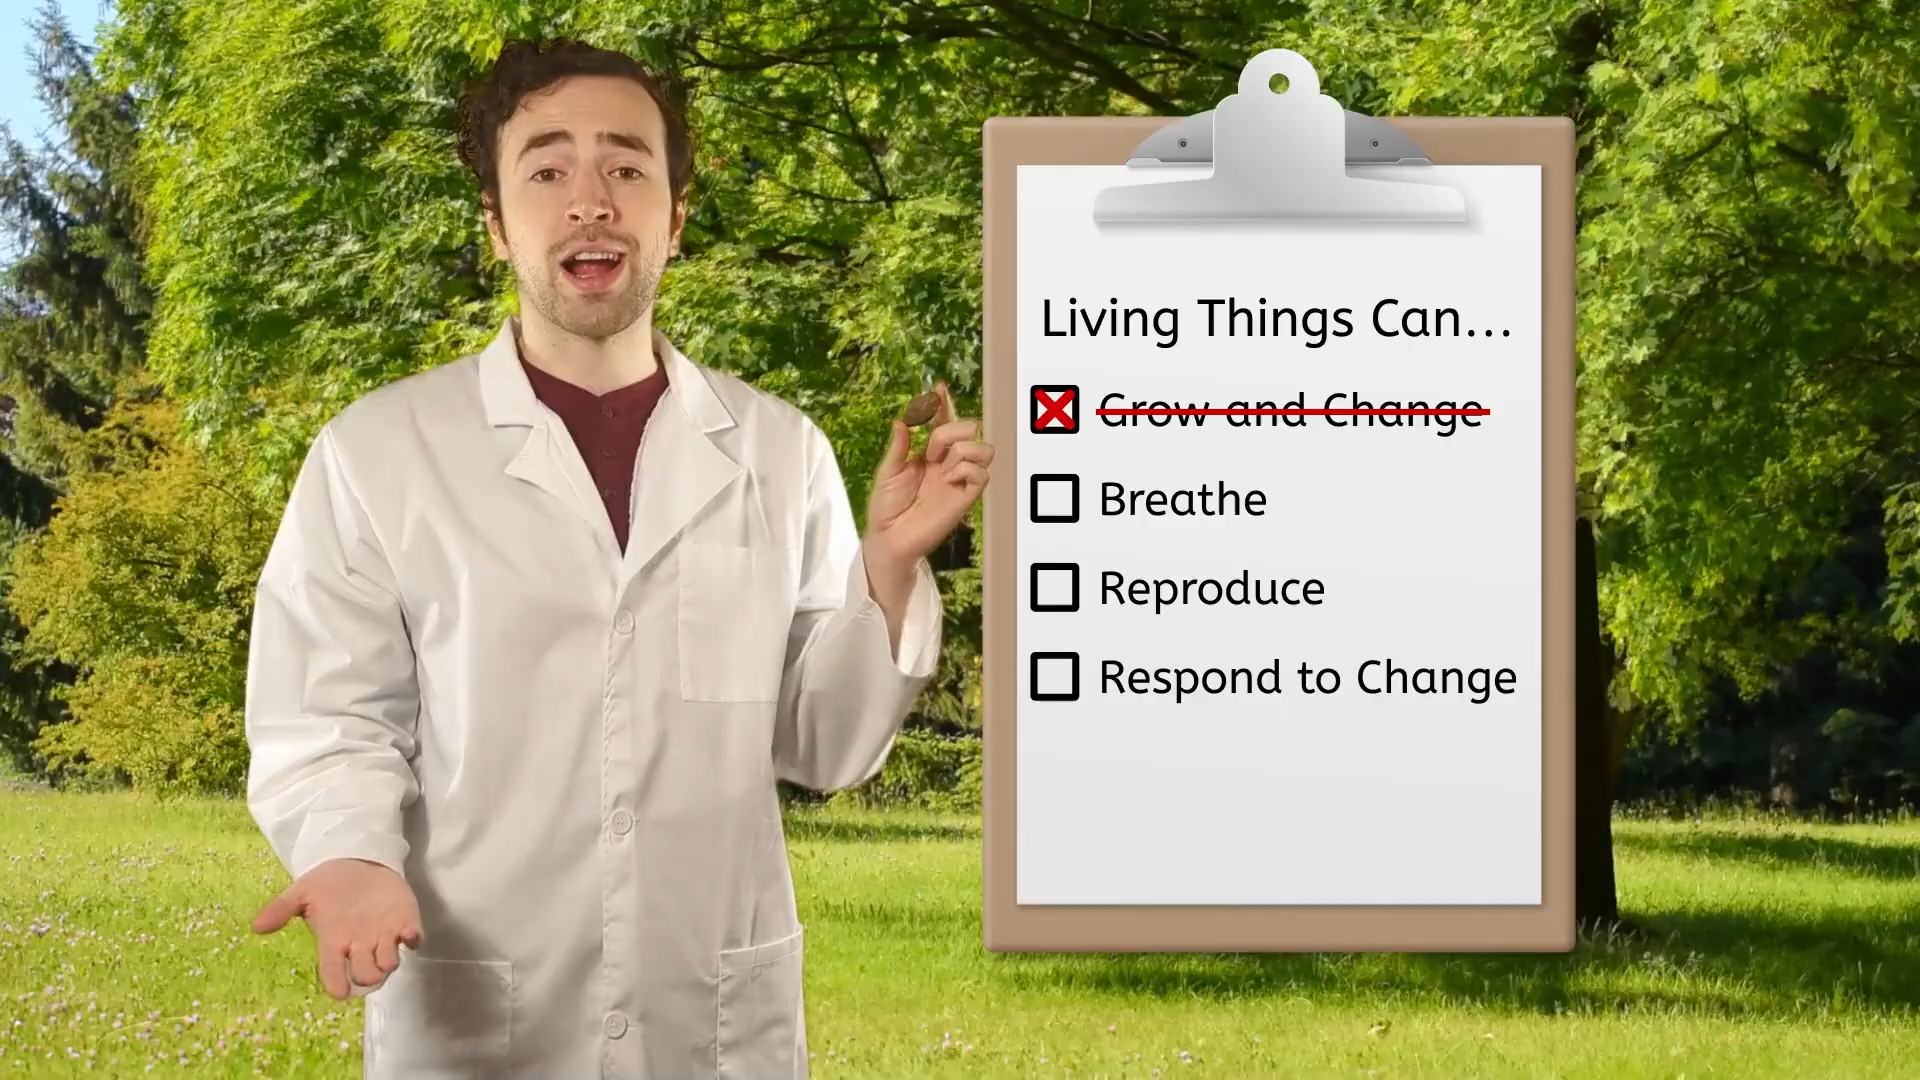 Living Things Can...
Grow and Change
Breathe
Reproduce
Respond to Change